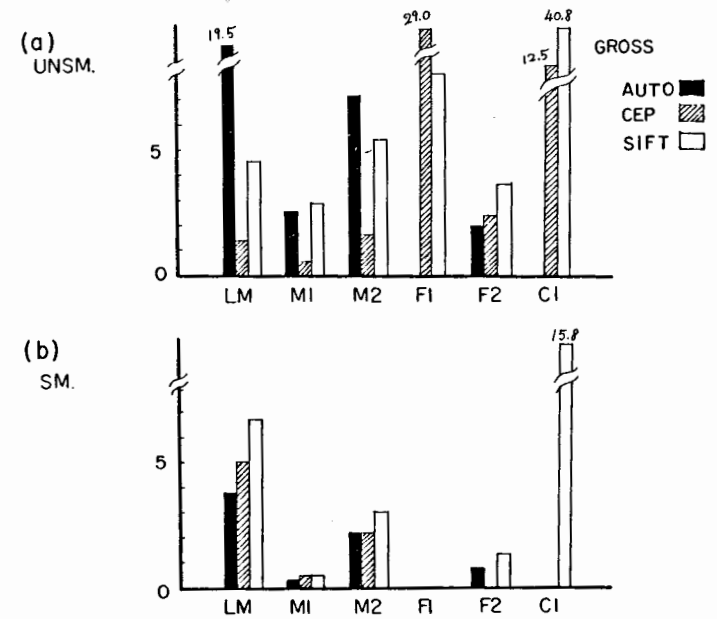 (a)
UNSM.
19.5
29.0
40.8
12.5
GROSS
AUTO
CEP
SIFT
5
0
LM M1 M2 F1 F2 C1
(b)
SM.
15.8
5
0
LM M1 M2 F1 F2 C1